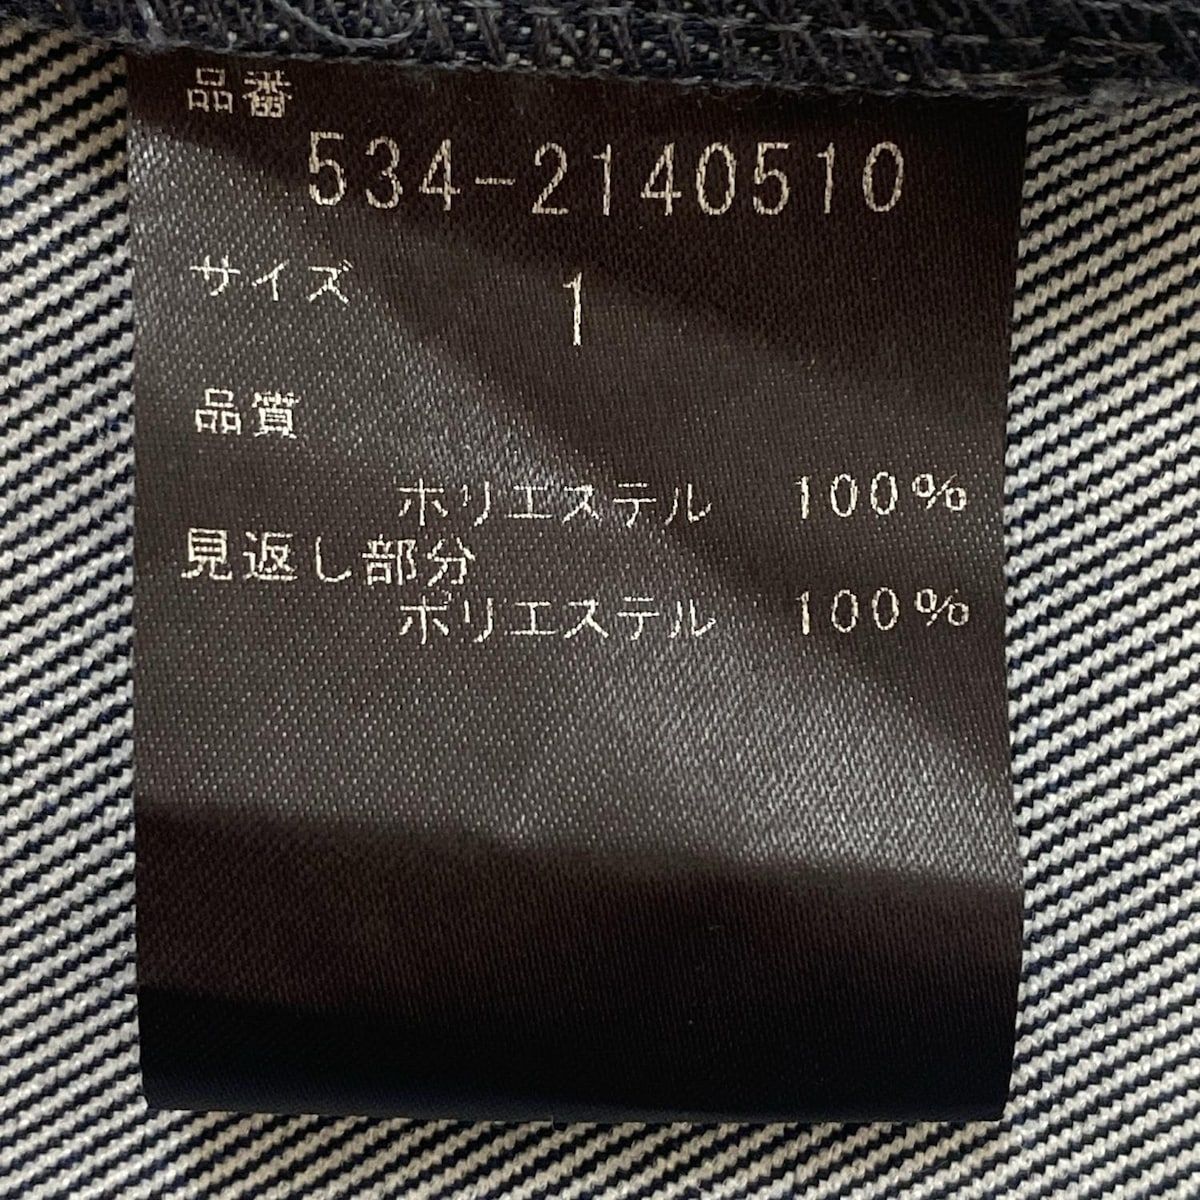 品番
534-2140510
サイズ 1
品質
ポリエステル 100%
見返し部分
ポリエステル 100%